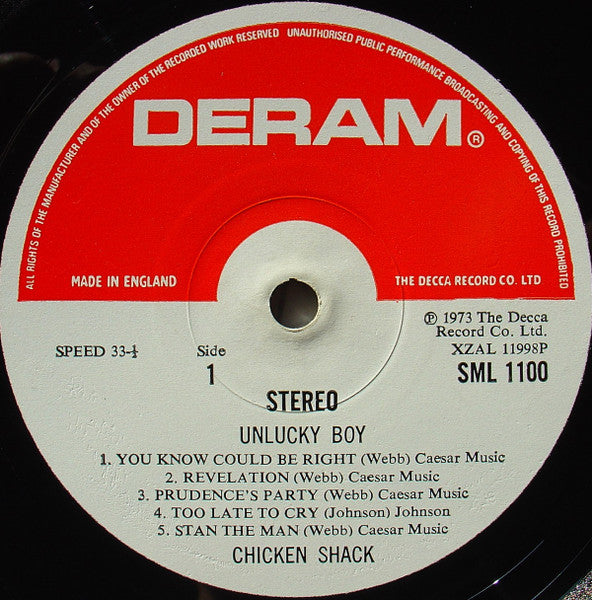 ALL RIGHTS OF THE MANUFACTURER AND OF THE OWNER OF THE RECORDED WORK RESERVED UNAUTHORISED PUBLIC PERFORMANCE BROADCASTING AND COPYING OF THIS RECORD PROHIBITED
DERAM®
MADE IN ENGLAND
THE DECCA RECORD CO. LTD
℗ 1973 The Decca
Record Co. Ltd.
SPEED 33-⅓
Side
XZAL 11998P
1
SML 1100
STEREO
UNLUCKY BOY
1. YOU KNOW COULD BE RIGHT (Webb) Caesar Music
2. REVELATION (Webb) Caesar Music
3. PRUDENCE'S PARTY (Webb) Caesar Music
4. TOO LATE TO CRY (Johnson) Johnson
5. STAN THE MAN (Webb) Caesar Music
CHICKEN SHACK